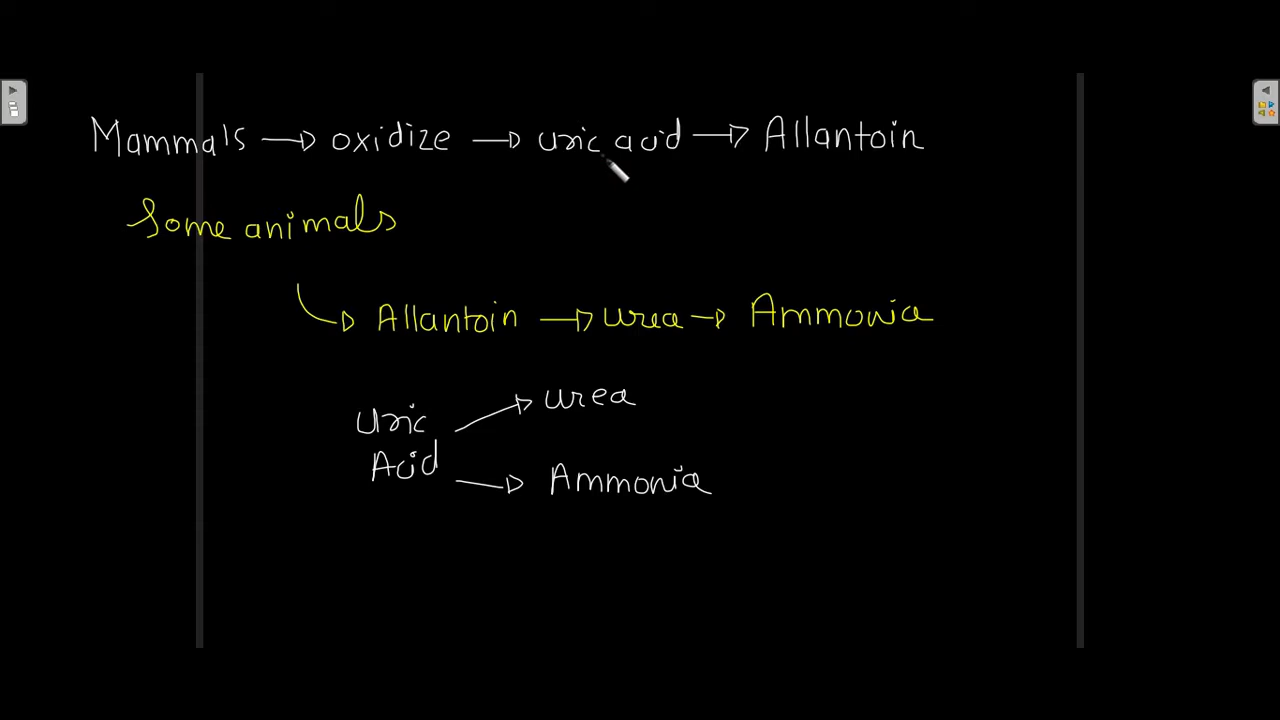 Mammals → oxidize → uric acid → Allantoin
Some animals
→ Allantoin → urea → Ammonia
Uric → urea
Acid → Ammonia